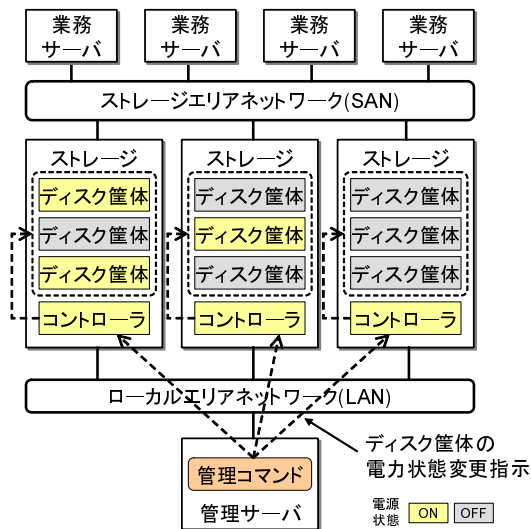 業務
サーバ
業務
サーバ
業務
サーバ
業務
サーバ
ストレージエリアネットワーク(SAN)
ストレージ
ディスク筐体
ディスク筐体
ディスク筐体
コントローラ
ストレージ
ディスク筐体
ディスク筐体
ディスク筐体
コントローラ
ストレージ
ディスク筐体
ディスク筐体
ディスク筐体
コントローラ
ローカルエリアネットワーク(LAN)
ディスク筐体の
電力状態変更指示
管理コマンド
管理サーバ
電源
状態
ON
OFF